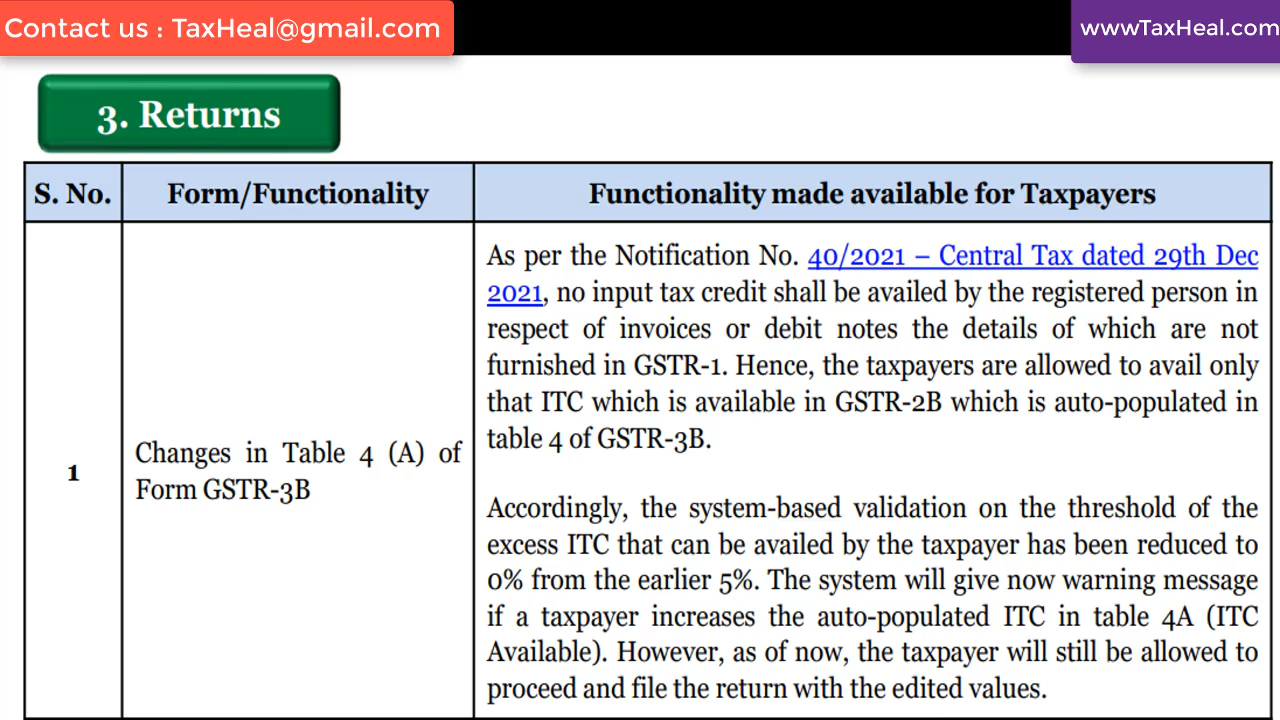 Contact us : TaxHeal@gmail.com
wwwTaxHeal.com
3. Returns
S. No.
Form/Functionality
Functionality made available for Taxpayers
1
Changes in Table 4 (A) of
Form GSTR-3B
As per the Notification No. 40/2021 – Central Tax dated 29th Dec
2021, no input tax credit shall be availed by the registered person in
respect of invoices or debit notes the details of which are not
furnished in GSTR-1. Hence, the taxpayers are allowed to avail only
that ITC which is available in GSTR-2B which is auto-populated in
table 4 of GSTR-3B.
Accordingly, the system-based validation on the threshold of the
excess ITC that can be availed by the taxpayer has been reduced to
0% from the earlier 5%. The system will give now warning message
if a taxpayer increases the auto-populated ITC in table 4A (ITC
Available). However, as of now, the taxpayer will still be allowed to
proceed and file the return with the edited values.